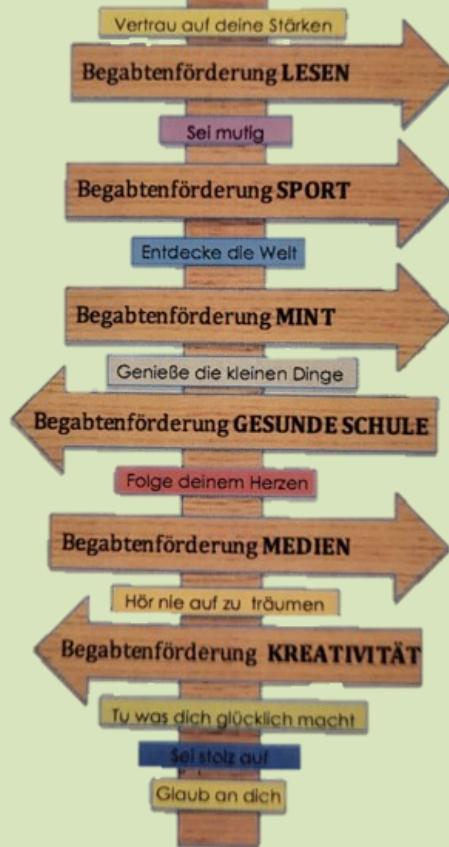 Vertrau auf deine Stärken
Begabtenförderung LESEN
Sei mutig
Begabtenförderung SPORT
Entdecke die Welt
Begabtenförderung MINT
Genieße die kleinen Dinge
Begabtenförderung GESUNDE SCHULE
Folge deinem Herzen
Begabtenförderung MEDIEN
Hör nie auf zu träumen
Begabtenförderung KREATIVITÄT
Tu was dich glücklich macht
Sei stolz auf
Glaub an dich